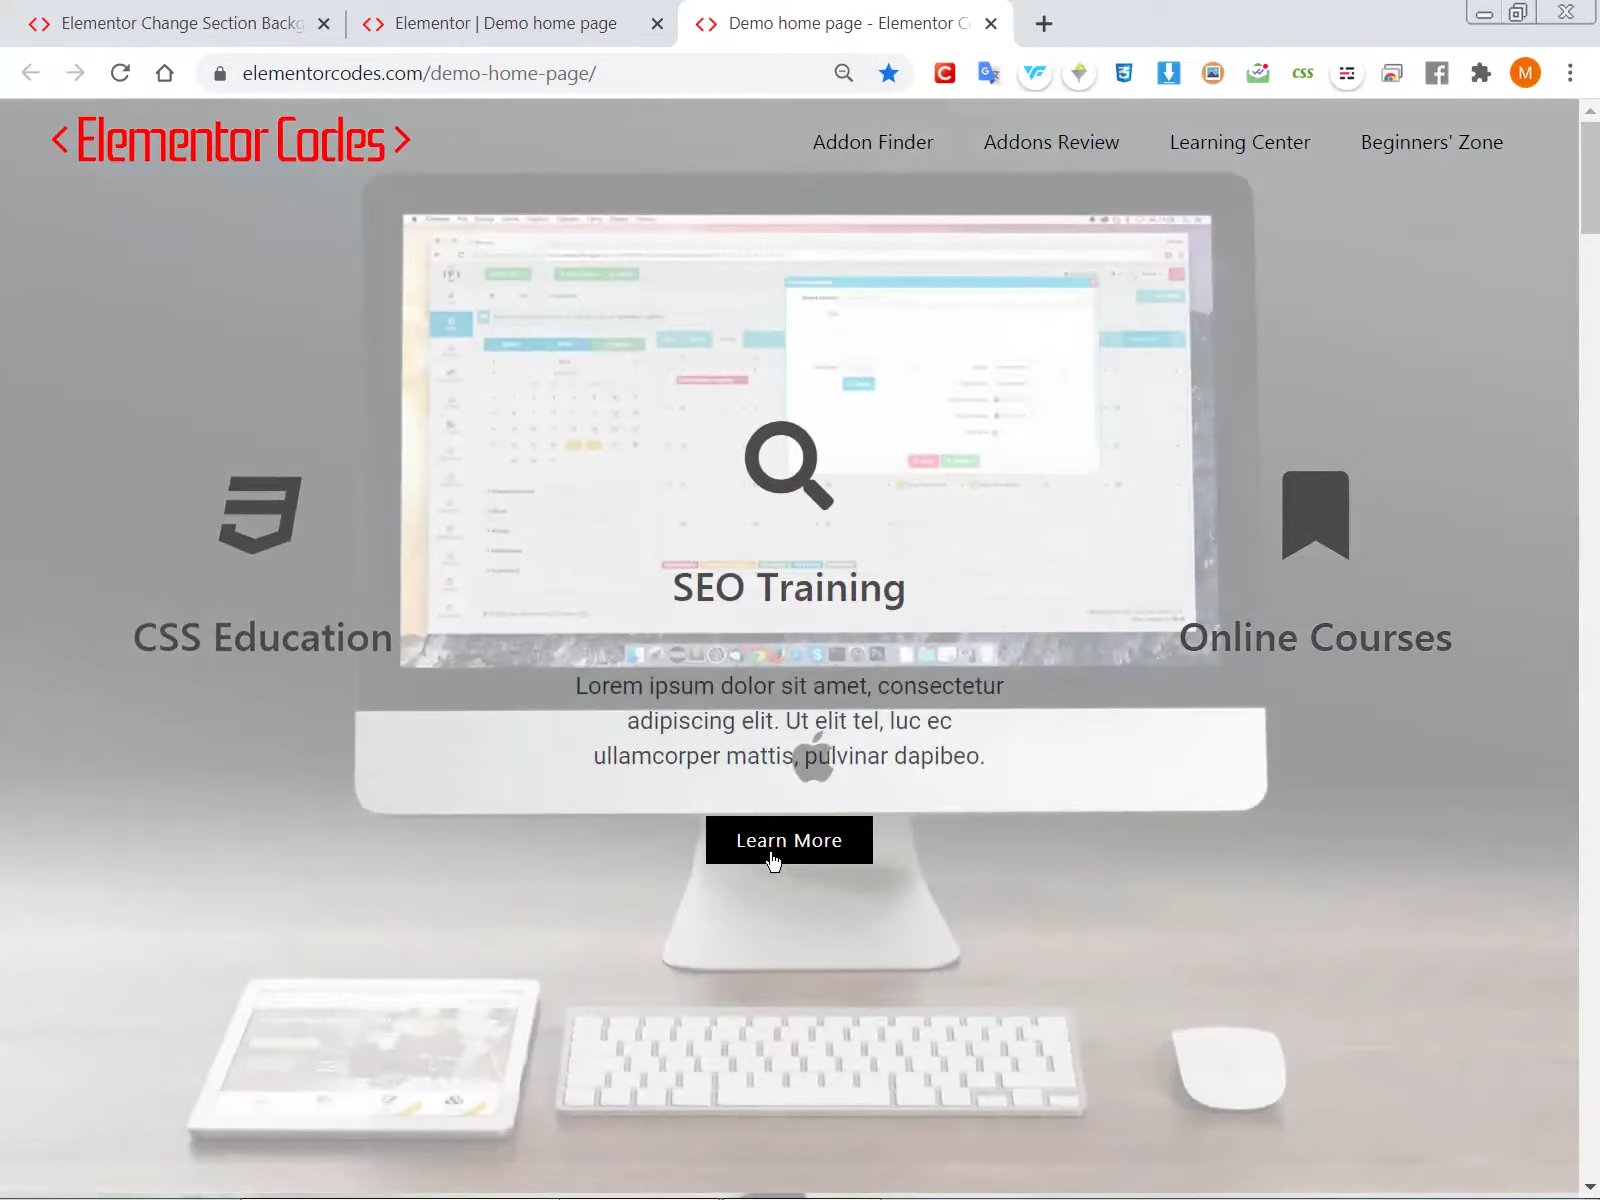 Elementor Change Section Backg
Elementor | Demo home page
Demo home page - Elementor C
elementorcodes.com/demo-home-page/
CSS
M
<Elementor Codes>
Addon Finder
Addons Review
Learning Center
Beginners' Zone
CSS Education
SEO Training
Lorem ipsum dolor sit amet, consectetur
adipiscing elit. Ut elit tel, luc ec
ullamcorper mattis, pulvinar dapibeo.
Learn More
Online Courses